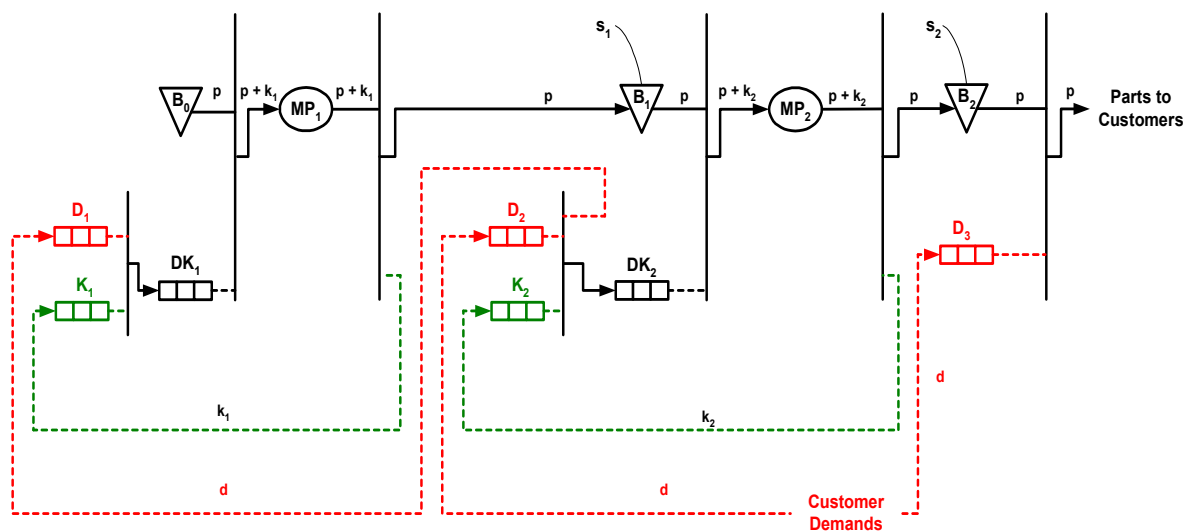 s₁
s₂
B₀
p
p + k₁
MP₁
p + k₁
p
B₁
p
p + k₂
MP₂
p + k₂
p
B₂
p
p
Parts to
Customers
D₁
DK₁
K₁
D₂
DK₂
K₂
D₃
d
k₁
k₂
d
d
Customer
Demands